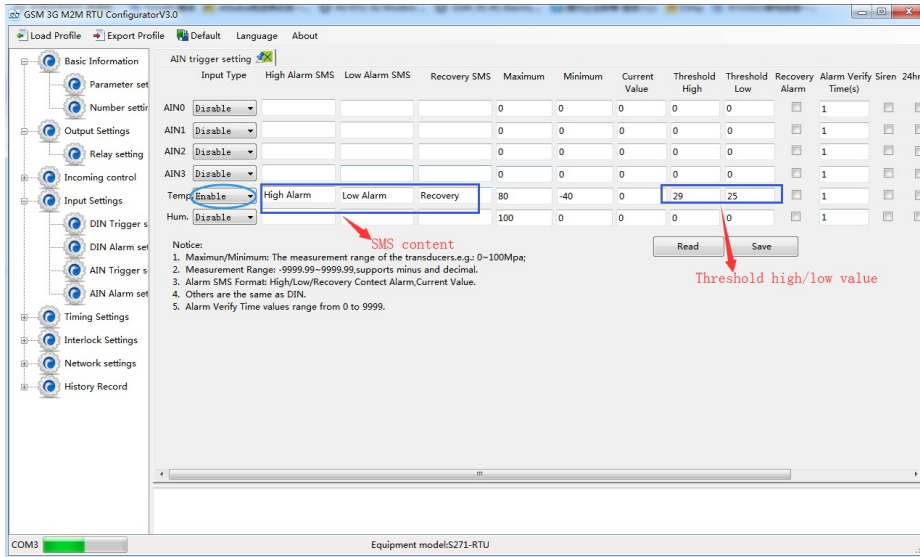 GSM 3G M2M RTU ConfiguratorV3.0
Load Profile Export Profile Default Language About
Basic Information
Parameter set
Number settin
Output Settings
Relay setting
Incoming control
Input Settings
DIN Trigger s
DIN Alarm set
AIN Trigger s
AIN Alarm set
Timing Settings
Interlock Settings
Network settings
History Record
AIN trigger setting
Input Type High Alarm SMS Low Alarm SMS Recovery SMS Maximum Minimum Current Value Threshold High Threshold Low Recovery Alarm Alarm Verify Time(s) Siren 24hr
AIN0 Disable 0 0 0 0 0 1
AIN1 Disable 0 0 0 0 0 1
AIN2 Disable 0 0 0 0 0 1
AIN3 Disable 0 0 0 0 0 1
Temp. Enable High Alarm Low Alarm Recovery 80 -40 0 29 25 1
Hum. Disable 100 0 0 0 0 1
SMS content
Read Save
Threshold high/low value
Notice:
1. Maximun/Minimum: The measurement range of the transducers.e.g.: 0~100Mpa;
2. Measurement Range: -9999.99~9999.99,supports minus and decimal.
3. Alarm SMS Format: High/Low/Recovery Contect Alarm,Current Value.
4. Others are the same as DIN.
5. Alarm Verify Time values range from 0 to 9999.
COM3 Equipment model:S271-RTU